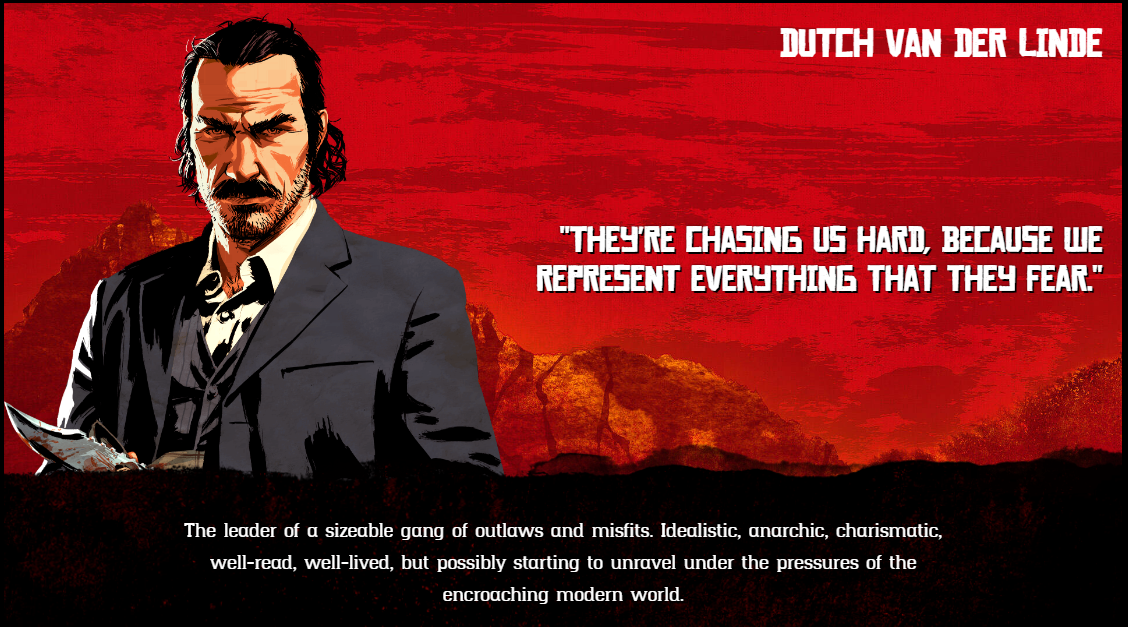 DUTCH VAN DER LINDE
"THEY'RE CHASING US HARD, BECAUSE WE
REPRESENT EVERYTHING THAT THEY FEAR."
The leader of a sizeable gang of outlaws and misfits. Idealistic, anarchic, charismatic,
well-read, well-lived, but possibly starting to unravel under the pressures of the
encroaching modern world.